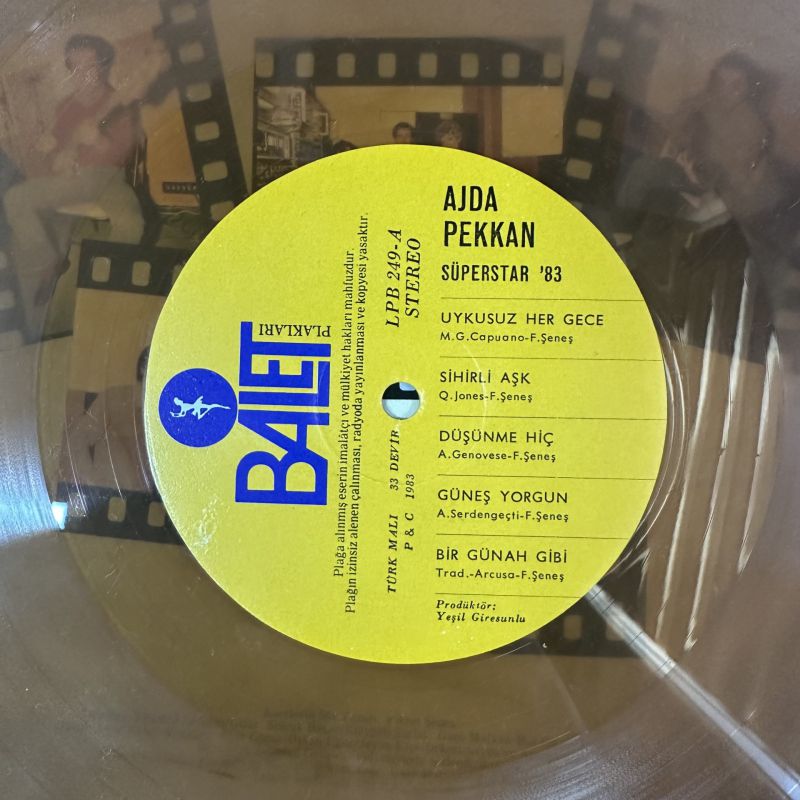 AJDA
PEKKAN
SÜPERSTAR '83
UYKUSUZ HER GECE
M.G.Capuano-F.Şeneş
SİHİRLİ AŞK
Q.Jones-F.Şeneş
DÜŞÜNME HİÇ
A.Genovese-F.Şeneş
GÜNEŞ YORGUN
A.Serdengeçti-F.Şeneş
BİR GÜNAH GİBİ
Trad.-Arcusa-F.Şeneş
Prodüktör:
Yeşil Giresunlu
BALET
PLAKLARI
Plağa alınmış eserin imalâtçı ve mülkiyet hakları mahfuzdur.
Plağın izinsiz alenen çalınması, radyoda yayınlanması ve kopyesi yasaktır.
LPB 249-A
STEREO
TÜRK MALI 33 DEVİR
P & C 1983